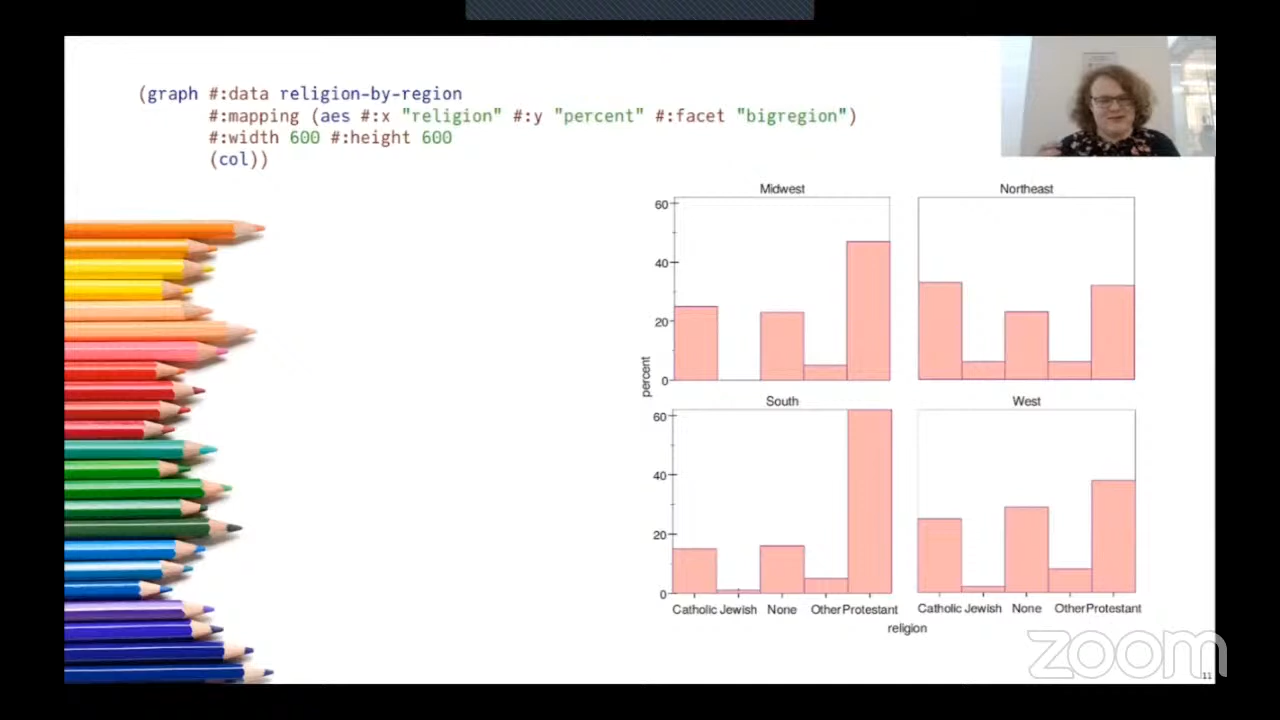 (graph #:data religion-by-region
#:mapping (aes #:x "religion" #:y "percent" #:facet "bigregion")
#:width 600 #:height 600
(col))
Midwest
Northeast
60
40
20
0
percent
South
West
60
40
20
0
Catholic Jewish None Other Protestant
Catholic Jewish None Other Protestant
religion
zoom
11